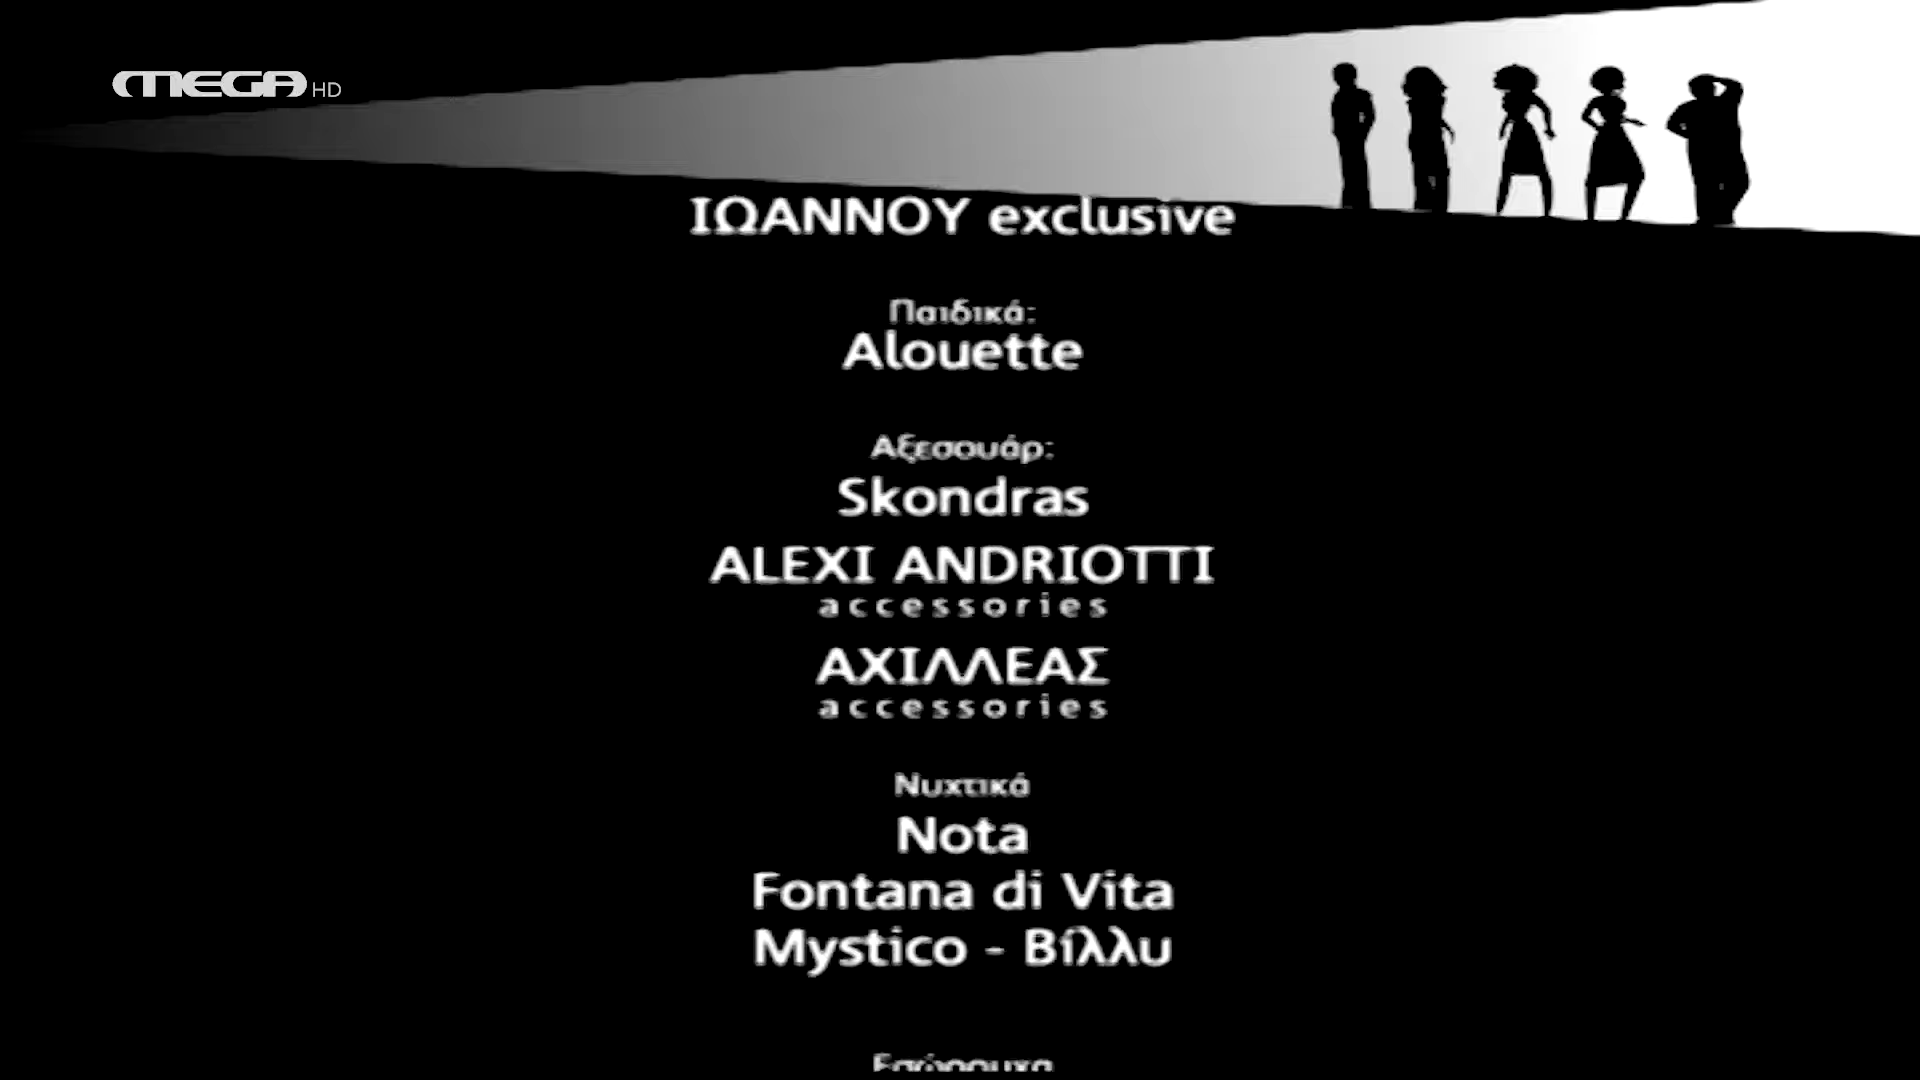 MEGA HD
ΙΩΑΝΝΟΥ exclusive
Παιδικά:
Alouette
Αξεσουάρ:
Skondras
ALEXI ANDRIOTTI
accessories
ΑΧΙΛΛΕΑΣ
accessories
Νυχτικά
Nota
Fontana di Vita
Mystico - Βίλλυ
Εσώρουχα